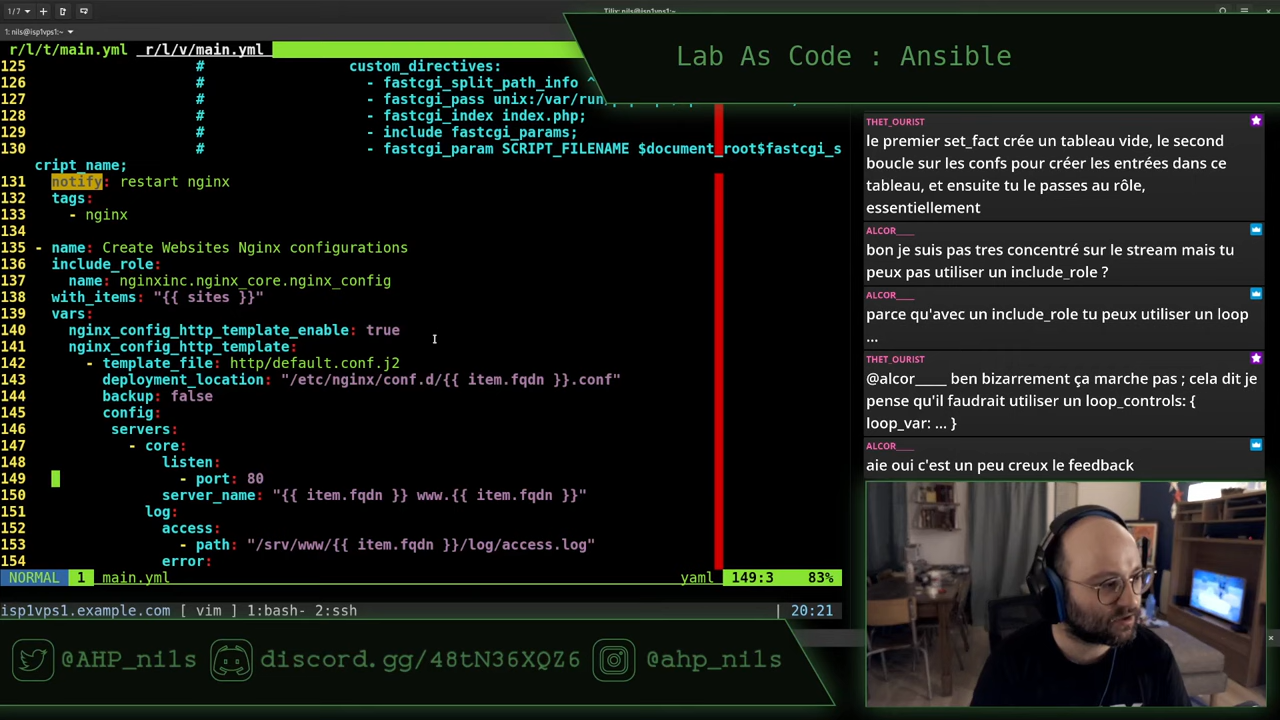 1/7
Tilix: nils@isp1vps1:~
1: nils@isp1vps1:~
r/l/t/main.yml r/l/v/main.yml
Lab As Code : Ansible
125 # custom_directives:
126 # - fastcgi_split_path_info ^
127 # - fastcgi_pass unix:/var/run
128 # - fastcgi_index index.php;
129 # - include fastcgi_params;
130 # - fastcgi_param SCRIPT_FILENAME $document_root$fastcgi_s
cript_name;
131 notify: restart nginx
132 tags:
133 - nginx
134
135 - name: Create Websites Nginx configurations
136 include_role:
137 name: nginxinc.nginx_core.nginx_config
138 with_items: "{{ sites }}"
139 vars:
140 nginx_config_http_template_enable: true
141 nginx_config_http_template:
142 - template_file: http/default.conf.j2
143 deployment_location: "/etc/nginx/conf.d/{{ item.fqdn }}.conf"
144 backup: false
145 config:
146 servers:
147 - core:
148 listen:
149 - port: 80
150 server_name: "{{ item.fqdn }} www.{{ item.fqdn }}"
151 log:
152 access:
153 - path: "/srv/www/{{ item.fqdn }}/log/access.log"
154 error:
NORMAL 1 main.yml yaml 149:3 83%
isp1vps1.example.com [ vim ] 1:bash- 2:ssh | 20:21
THET_OURIST
le premier set_fact crée un tableau vide, le second
boucle sur les confs pour créer les entrées dans ce
tableau, et ensuite tu le passes au rôle,
essentiellement
ALCOR____
bon je suis pas tres concentré sur le stream mais tu
peux pas utiliser un include_role ?
ALCOR____
parce qu'avec un include_role tu peux utiliser un loop
...
THET_OURIST
@alcor_____ ben bizarrement ça marche pas ; cela dit je
pense qu'il faudrait utiliser un loop_controls: {
loop_var: ... }
ALCOR____
aie oui c'est un peu creux le feedback
@AHP_nils
discord.gg/48tN36XQZ6
@ahp_nils